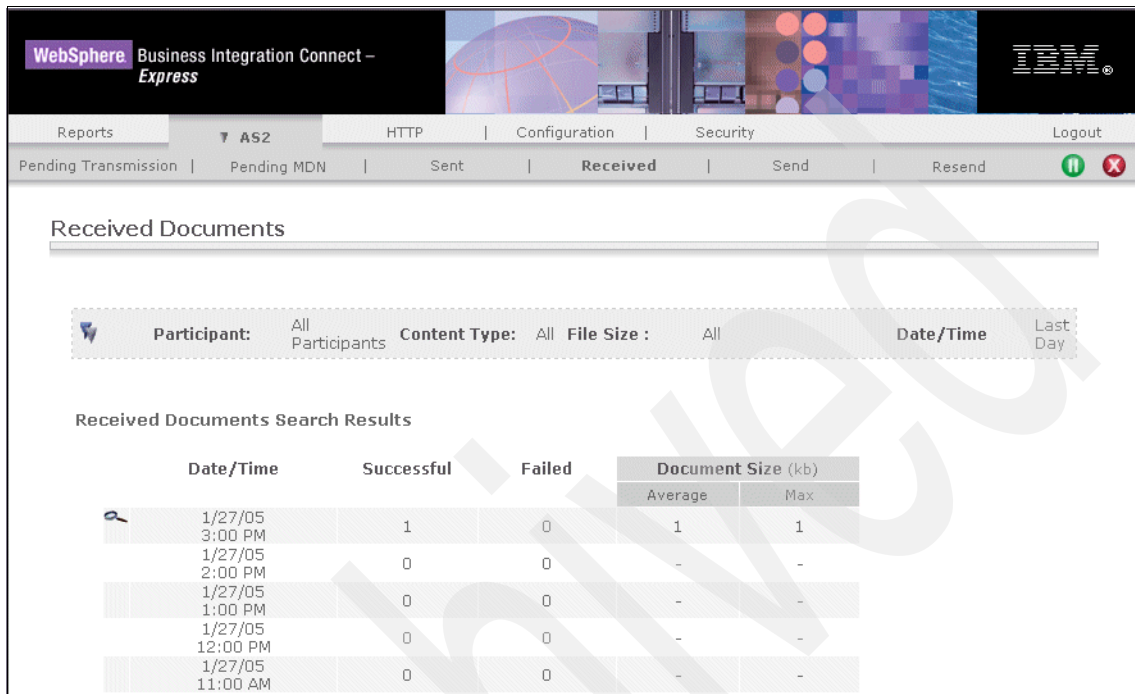 WebSphere. Business Integration Connect –
Express
IBM®
Reports AS2 HTTP | Configuration | Security Logout
Pending Transmission | Pending MDN | Sent | Received | Send | Resend
Received Documents
Participant: All Participants Content Type: All File Size : All Date/Time Last Day
Received Documents Search Results
Date/Time Successful Failed Document Size (kb)
Average Max
1/27/05 3:00 PM 1 0 1 1
1/27/05 2:00 PM 0 0 - -
1/27/05 1:00 PM 0 0 - -
1/27/05 12:00 PM 0 0 - -
1/27/05 11:00 AM 0 0 - -